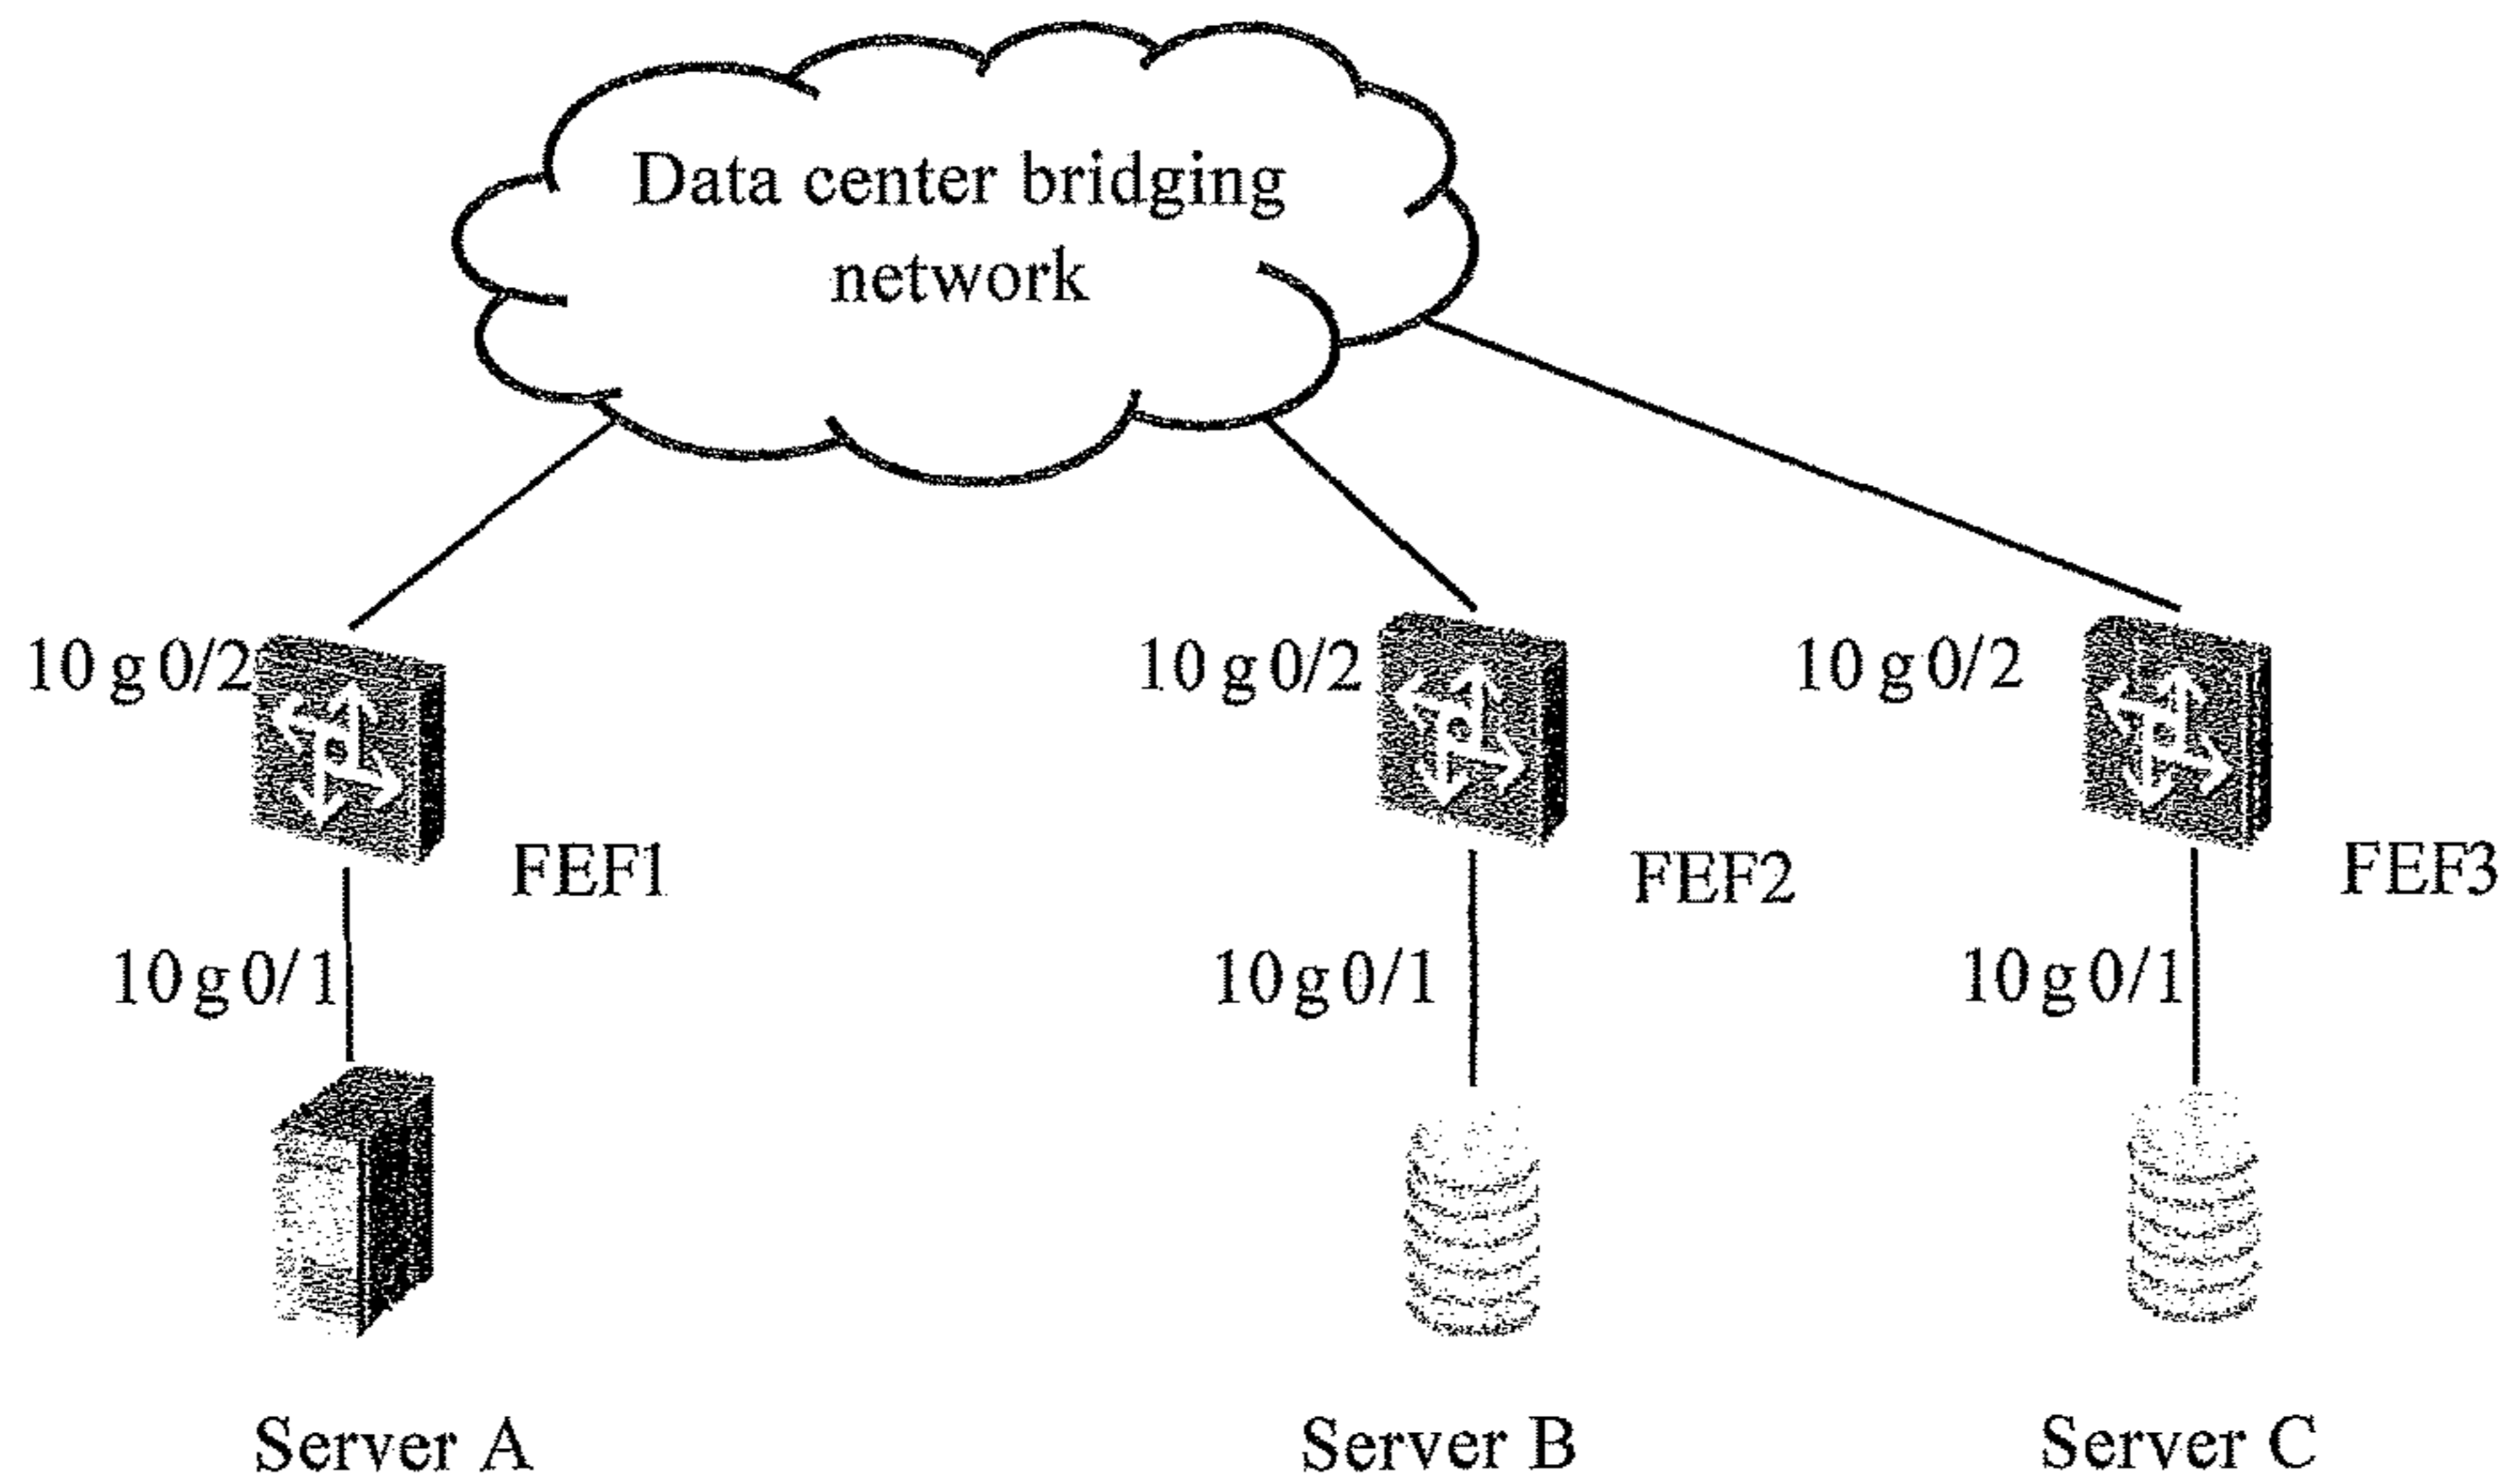 Data center bridging
network
10 g 0/2
10 g 0/2
10 g 0/2
FEF1
FEF2
FEF3
10 g 0/1
10 g 0/1
10 g 0/1
Server A
Server B
Server C